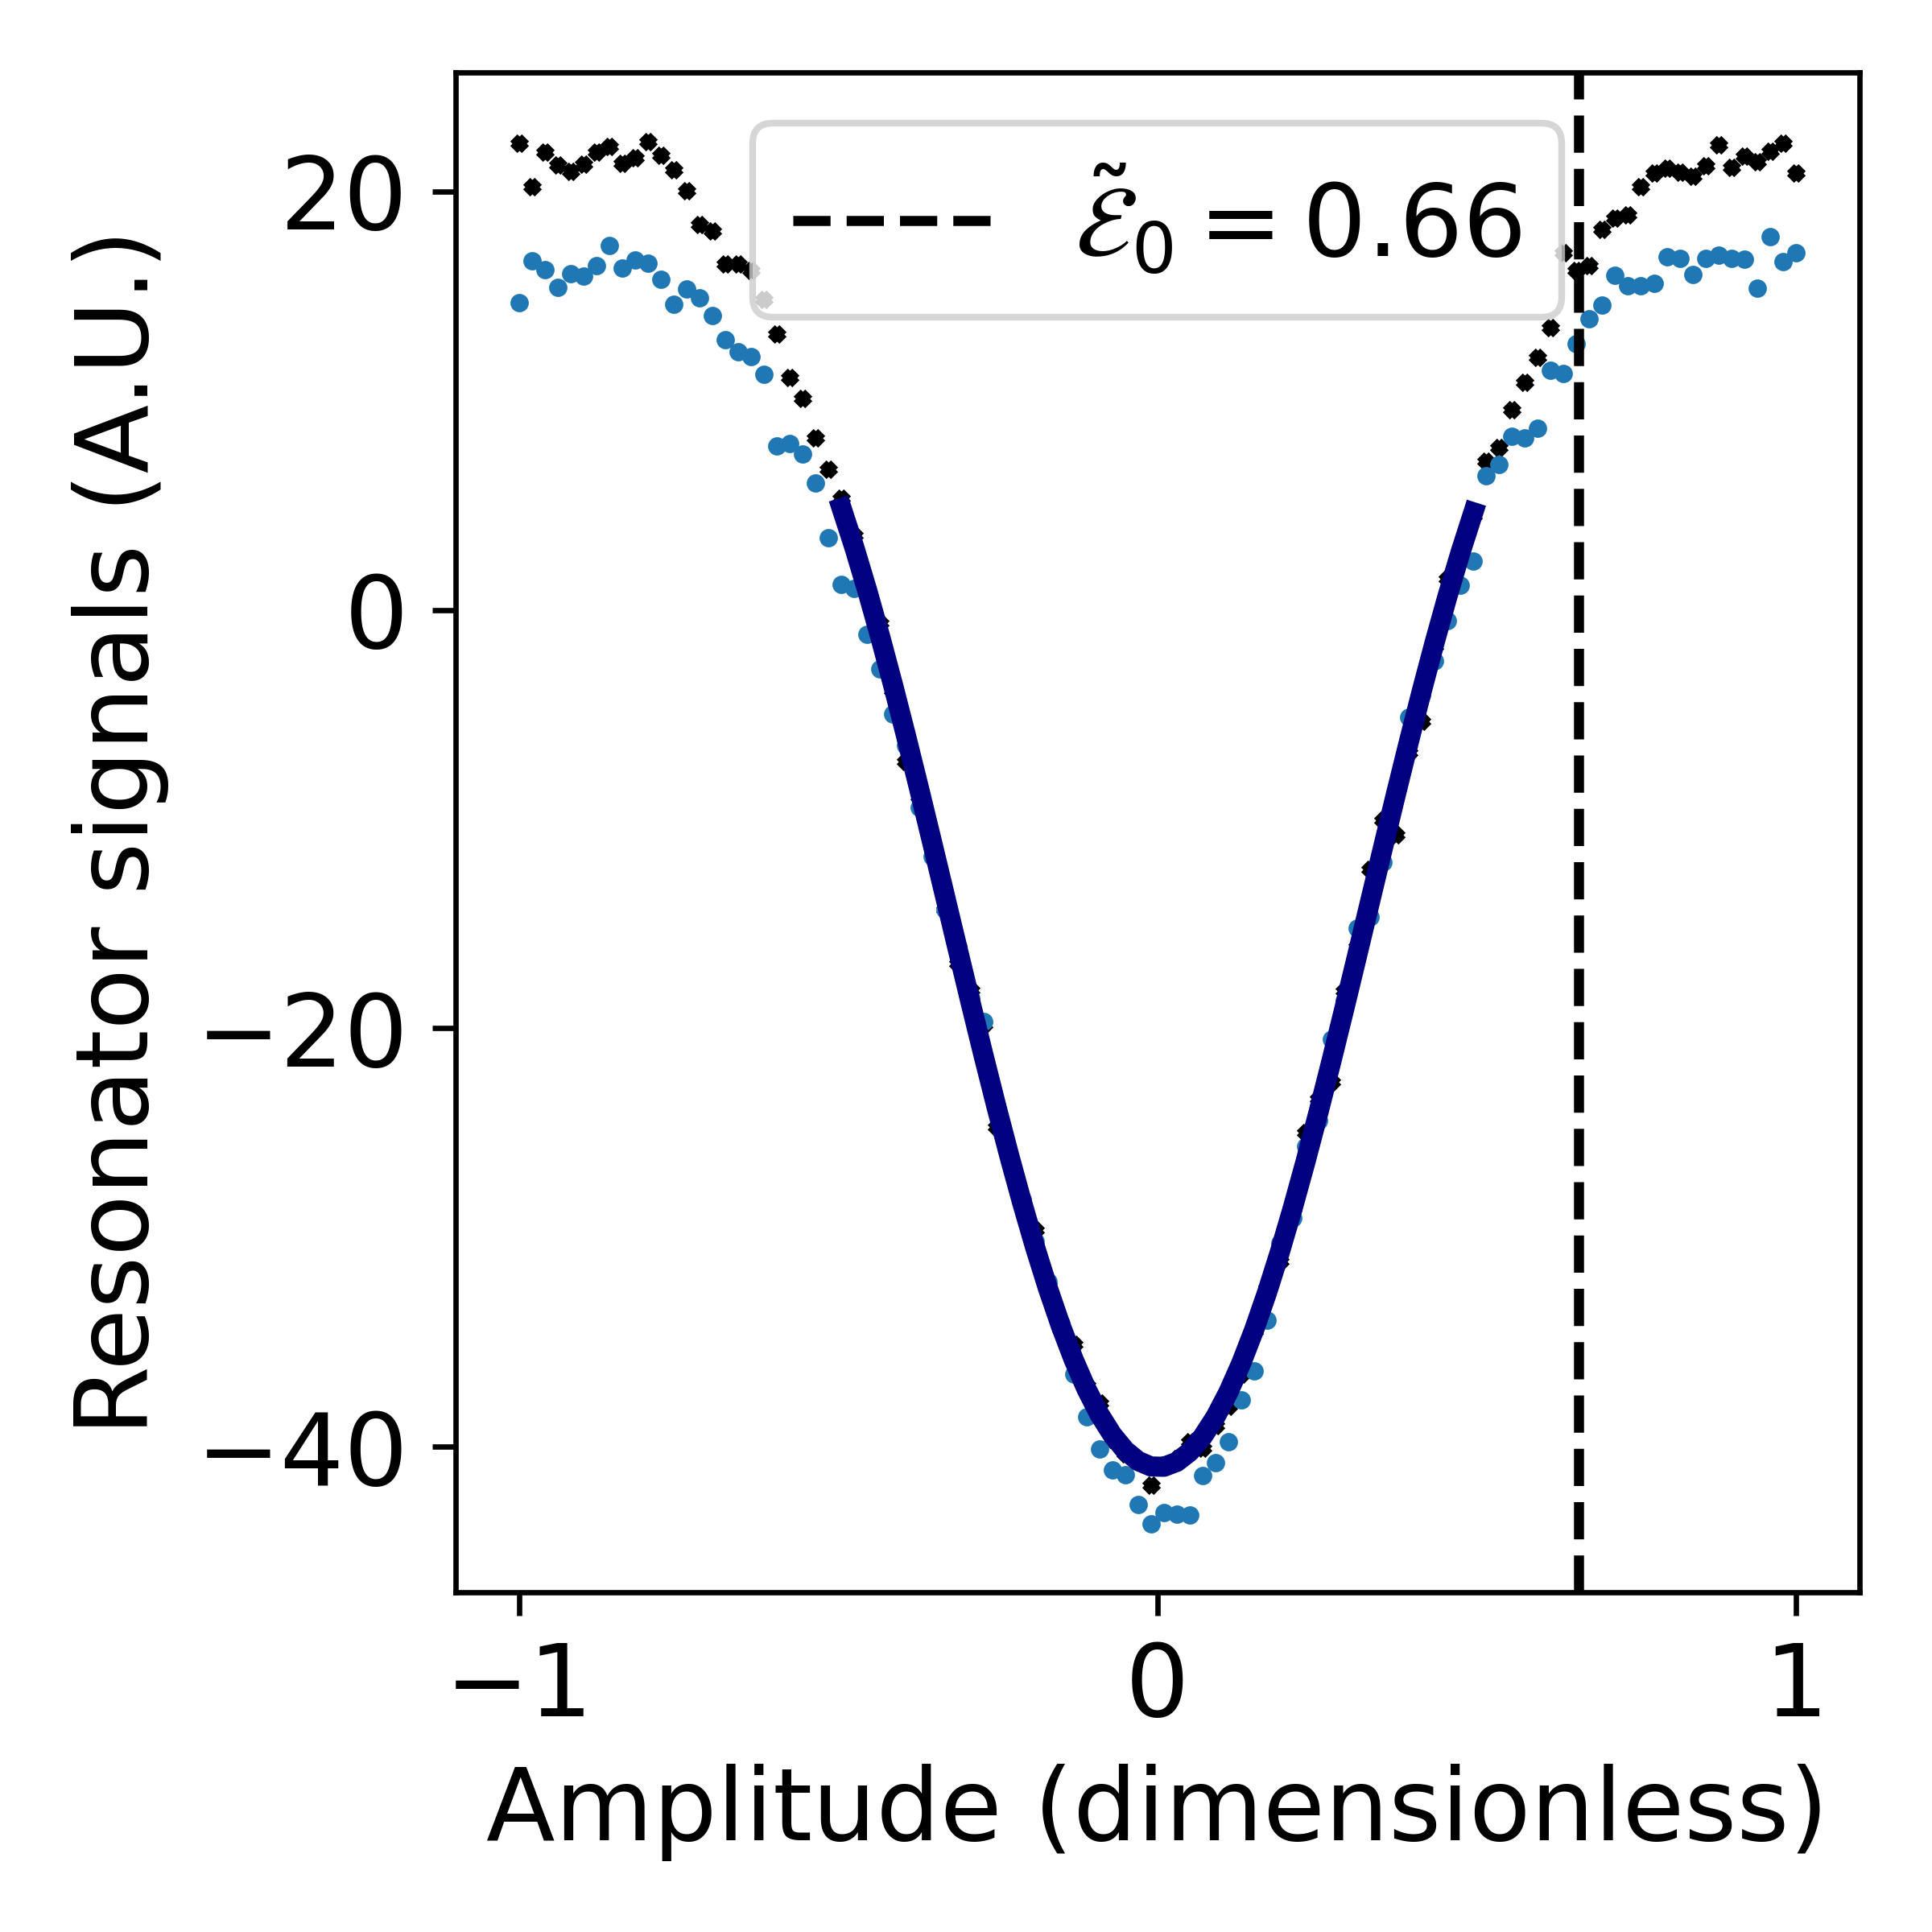 Resonator signals (A.U.)
20
0
−20
−40
ℰ̃₀ = 0.66
−1 0 1
Amplitude (dimensionless)